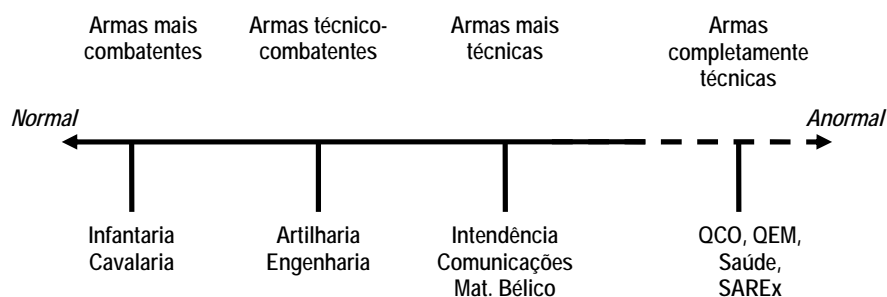 Armas mais
combatentes
Armas técnico-
combatentes
Armas mais
técnicas
Armas
completamente
técnicas
Normal
Anormal
Infantaria
Cavalaria
Artilharia
Engenharia
Intendência
Comunicações
Mat. Bélico
QCO, QEM,
Saúde,
SAREx